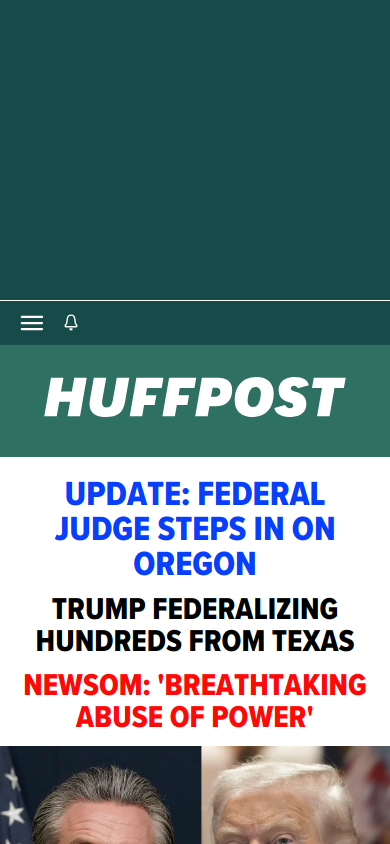 HUFFPOST
UPDATE: FEDERAL
JUDGE STEPS IN ON
OREGON
TRUMP FEDERALIZING
HUNDREDS FROM TEXAS
NEWSOM: 'BREATHTAKING
ABUSE OF POWER'